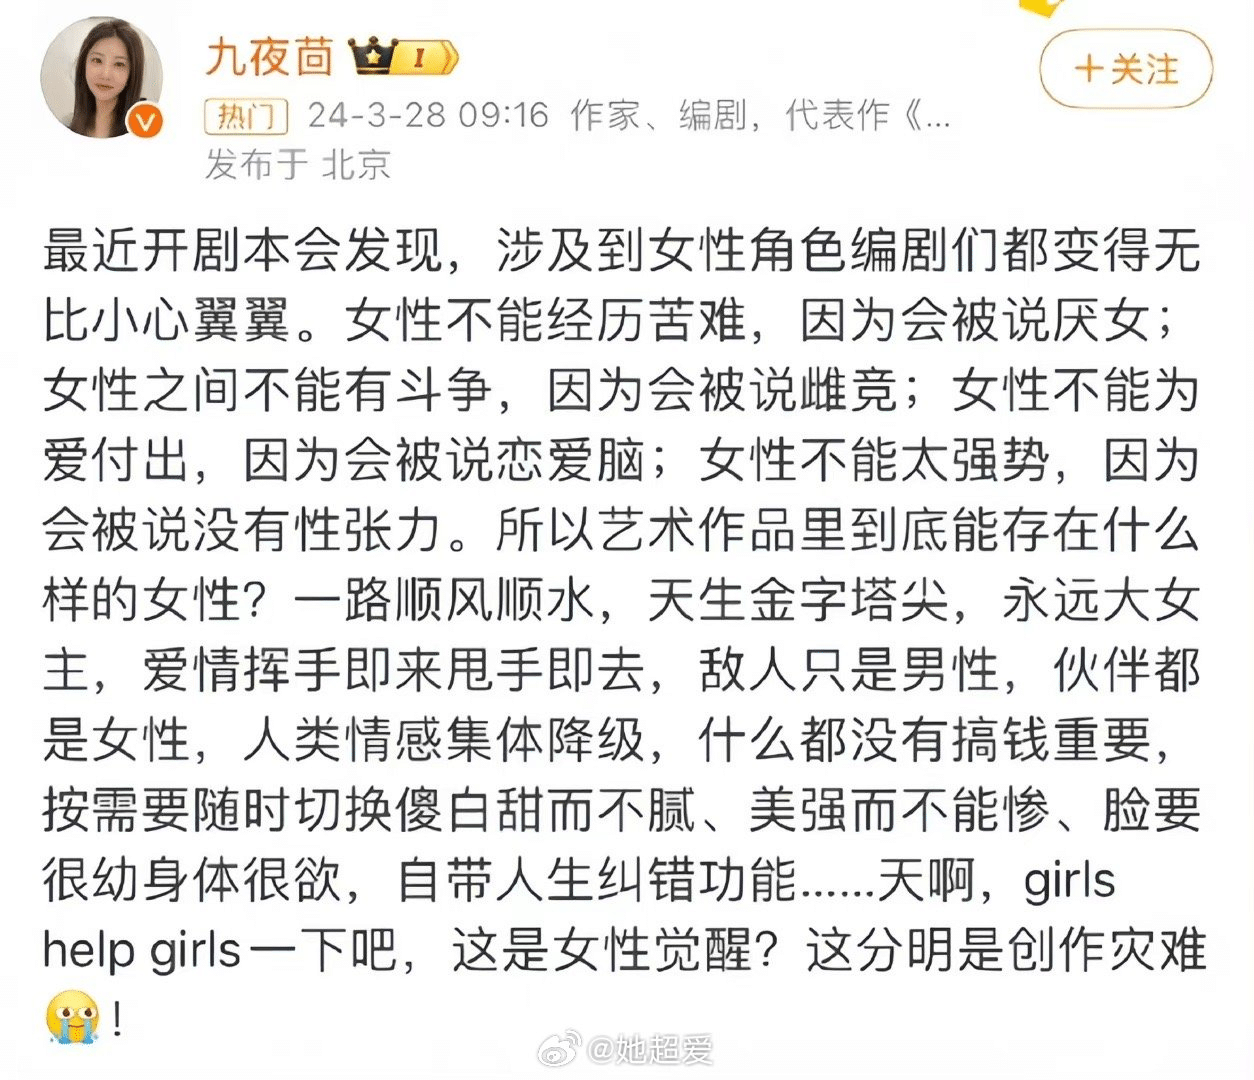 九夜茴
I
+关注
热门 24-3-28 09:16 作家、编剧，代表作《...
发布于 北京
最近开剧本会发现，涉及到女性角色编剧们都变得无
比小心翼翼。女性不能经历苦难，因为会被说厌女；
女性之间不能有斗争，因为会被说雌竞；女性不能为
爱付出，因为会被说恋爱脑；女性不能太强势，因为
会被说没有性张力。所以艺术作品里到底能存在什么
样的女性？一路顺风顺水，天生金字塔尖，永远大女
主，爱情挥手即来甩手即去，敌人只是男性，伙伴都
是女性，人类情感集体降级，什么都没有搞钱重要，
按需要随时切换傻白甜而不腻、美强而不能惨、脸要
很幼身体很欲，自带人生纠错功能……天啊，girls
help girls一下吧，这是女性觉醒？这分明是创作灾难
😭！
@她超爱